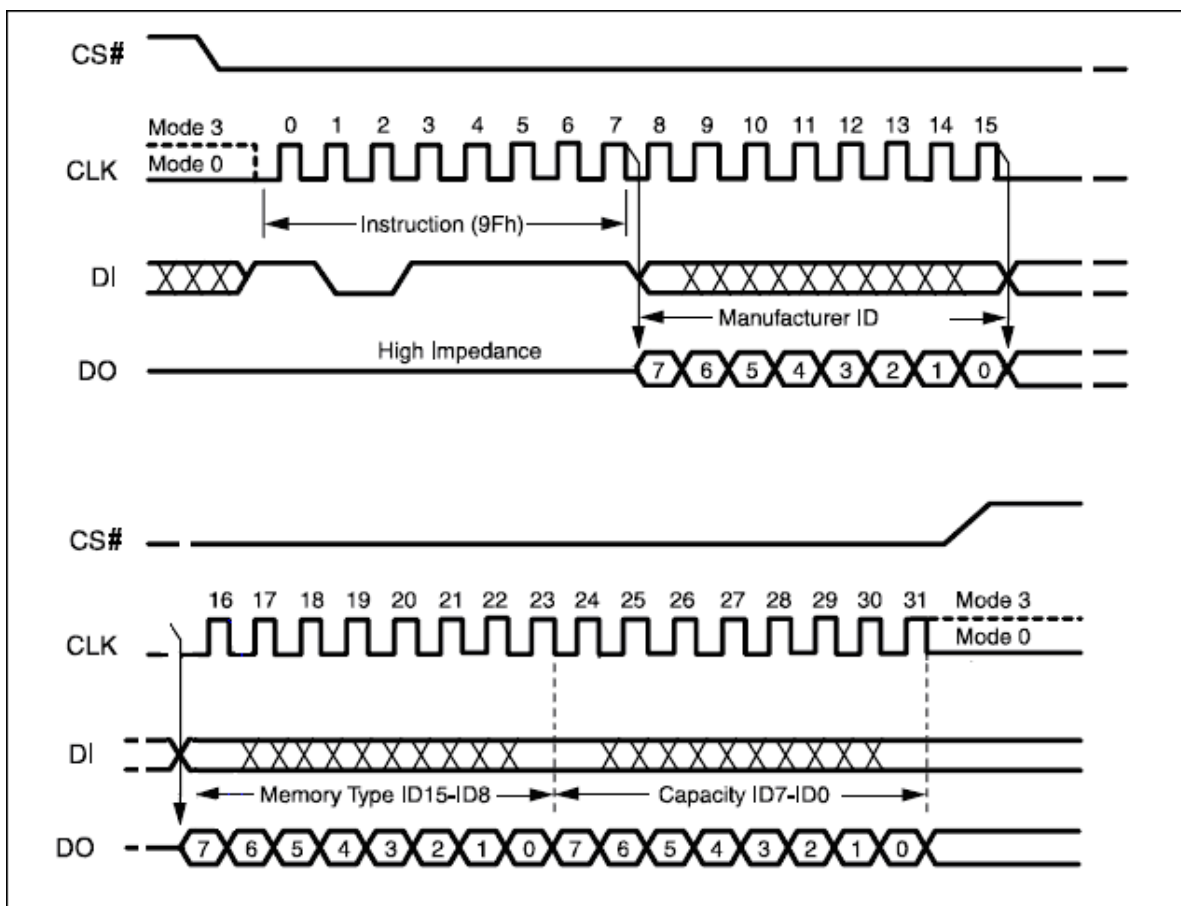 CS#
Mode 3
0 1 2 3 4 5 6 7 8 9 10 11 12 13 14 15
Mode 0
CLK
Instruction (9Fh)
DI
Manufacturer ID
High Impedance
DO
7 6 5 4 3 2 1 0
CS#
16 17 18 19 20 21 22 23 24 25 26 27 28 29 30 31
Mode 3
CLK
Mode 0
DI
Memory Type ID15-ID8
Capacity ID7-ID0
DO
7 6 5 4 3 2 1 0 7 6 5 4 3 2 1 0